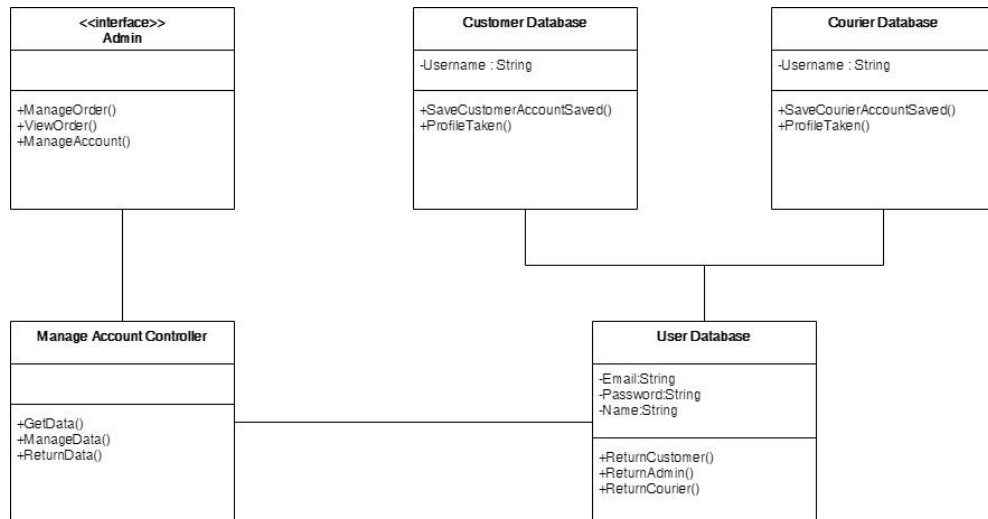 <<interface>>
Admin
+ManageOrder()
+ViewOrder()
+ManageAccount()
Customer Database
-Username : String
+SaveCustomerAccountSaved()
+ProfileTaken()
Courier Database
-Username : String
+SaveCourierAccountSaved()
+ProfileTaken()
Manage Account Controller
+GetData()
+ManageData()
+ReturnData()
User Database
-Email:String
-Password:String
-Name:String
+ReturnCustomer()
+ReturnAdmin()
+ReturnCourier()